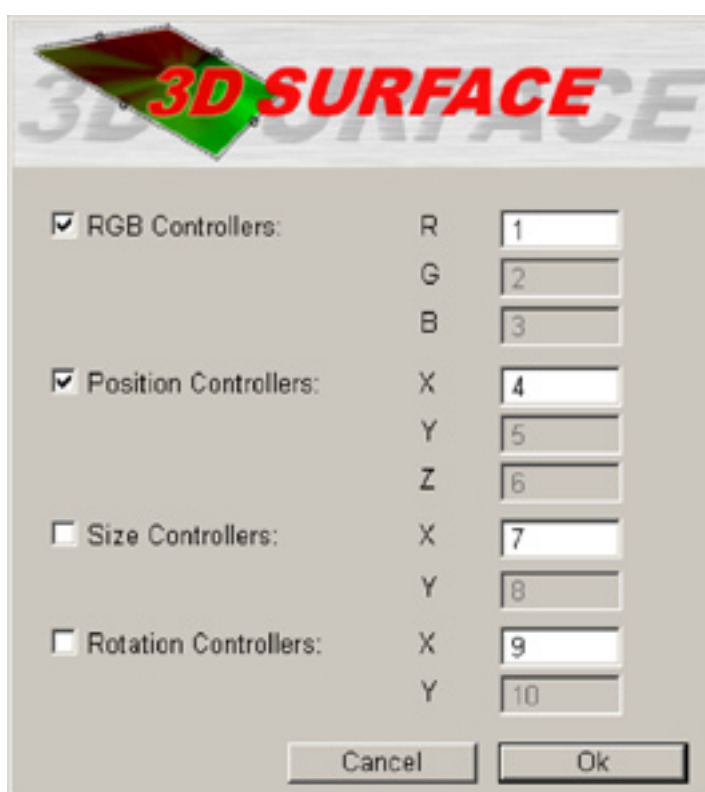 3D SURFACE
RGB Controllers: R 1
G 2
B 3
Position Controllers: X 4
Y 5
Z 6
Size Controllers: X 7
Y 8
Rotation Controllers: X 9
Y 10
Cancel Ok